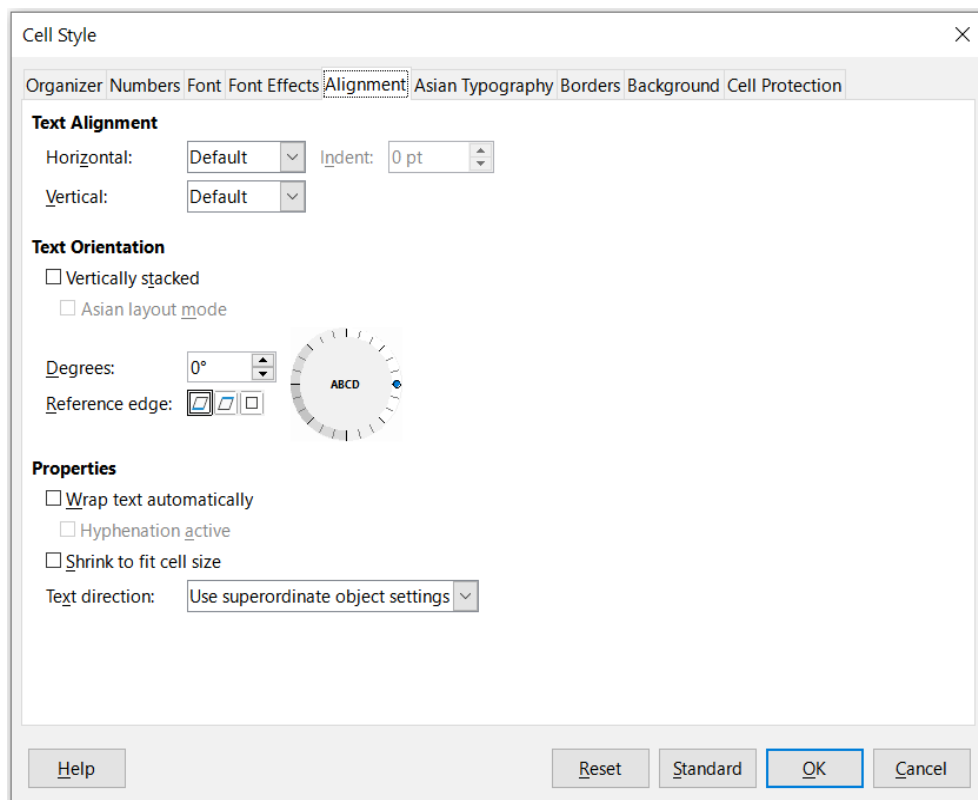 Cell Style
Organizer Numbers Font Font Effects Alignment Asian Typography Borders Background Cell Protection
Text Alignment
Horizontal: Default Indent: 0 pt
Vertical: Default
Text Orientation
Vertically stacked
Asian layout mode
Degrees: 0° ABCD
Reference edge:
Properties
Wrap text automatically
Hyphenation active
Shrink to fit cell size
Text direction: Use superordinate object settings
Help Reset Standard OK Cancel